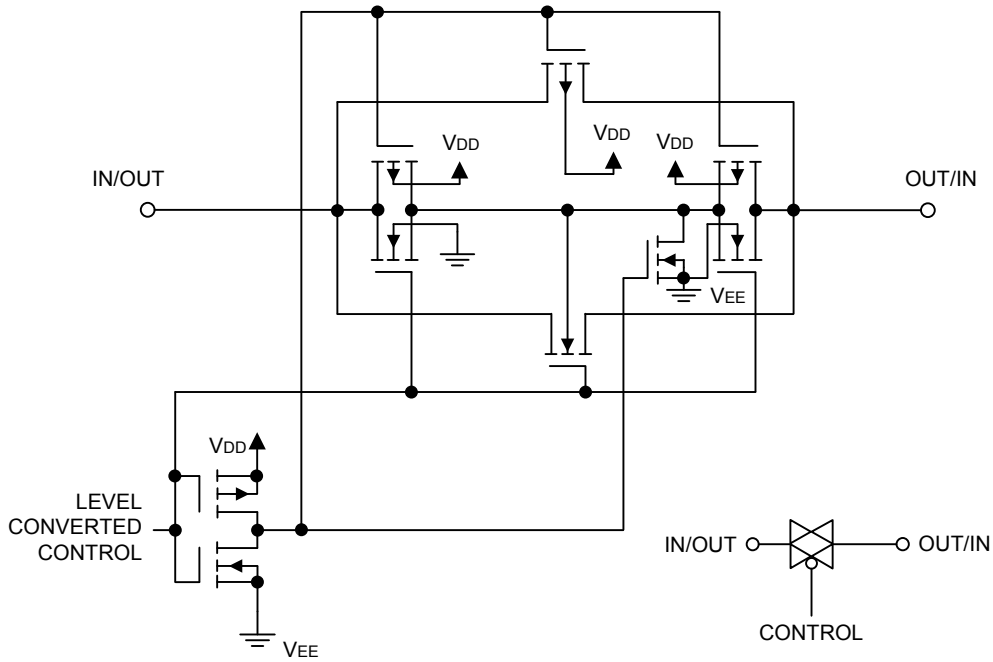 VDD
VDD
VDD
IN/OUT
OUT/IN
VEE
VDD
LEVEL
CONVERTED
CONTROL
IN/OUT
OUT/IN
CONTROL
VEE